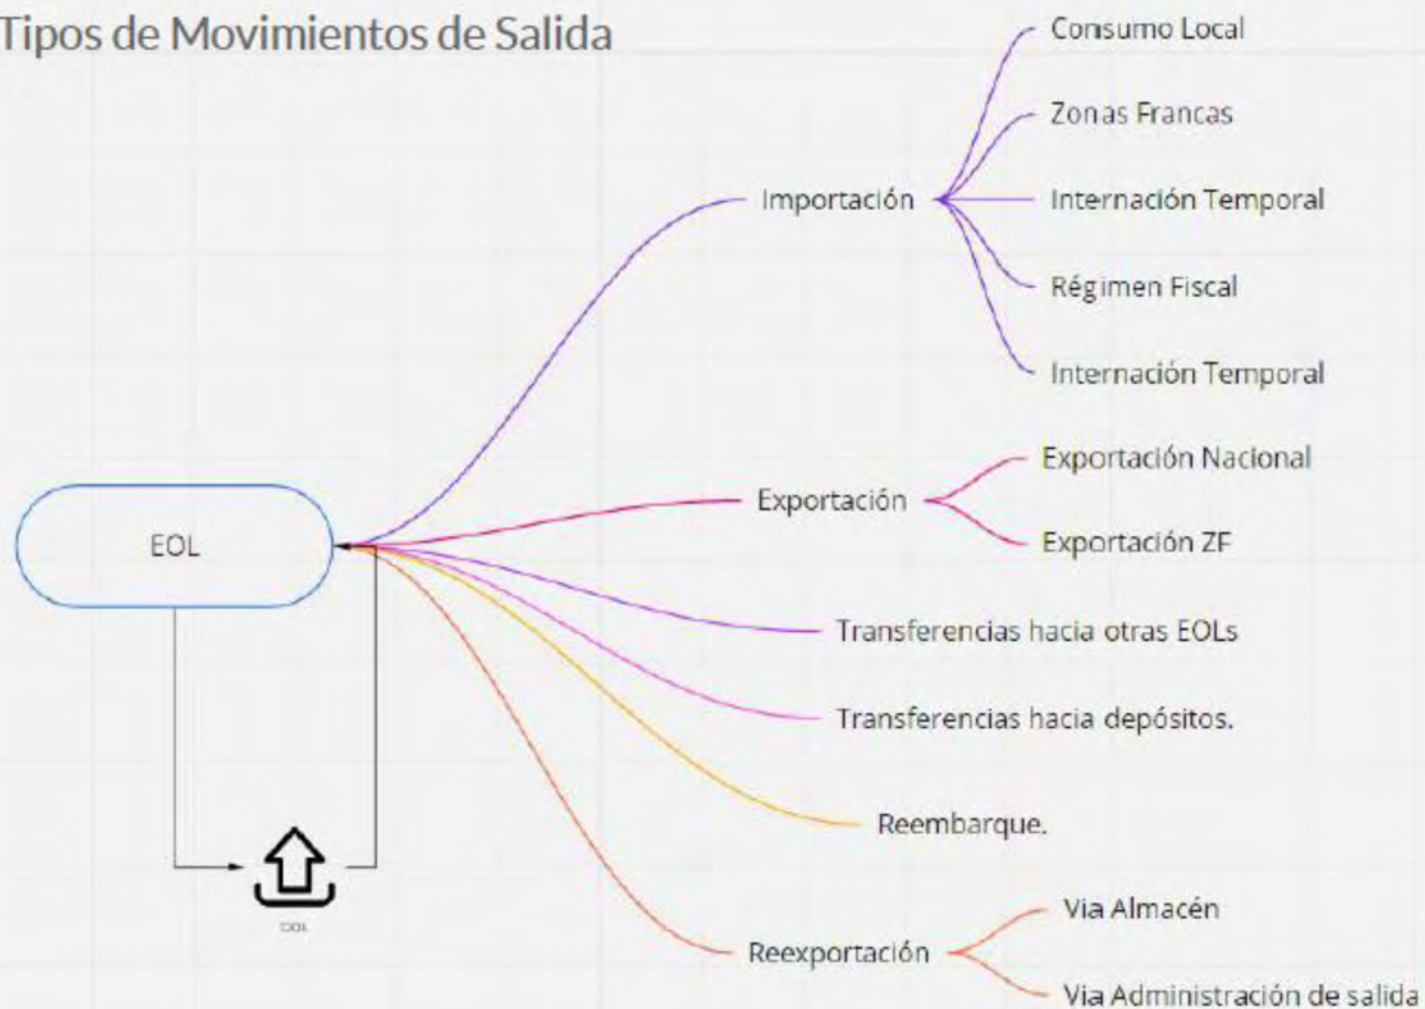 Tipos de Movimientos de Salida
Consumo Local
Zonas Francas
Importación
Internación Temporal
Régimen Fiscal
Internación Temporal
Exportación Nacional
Exportación
Exportación ZF
EOL
Transferencias hacia otras EOLs
Transferencias hacia depósitos.
Reembarque.
Via Almacén
Reexportación
Via Administración de salida